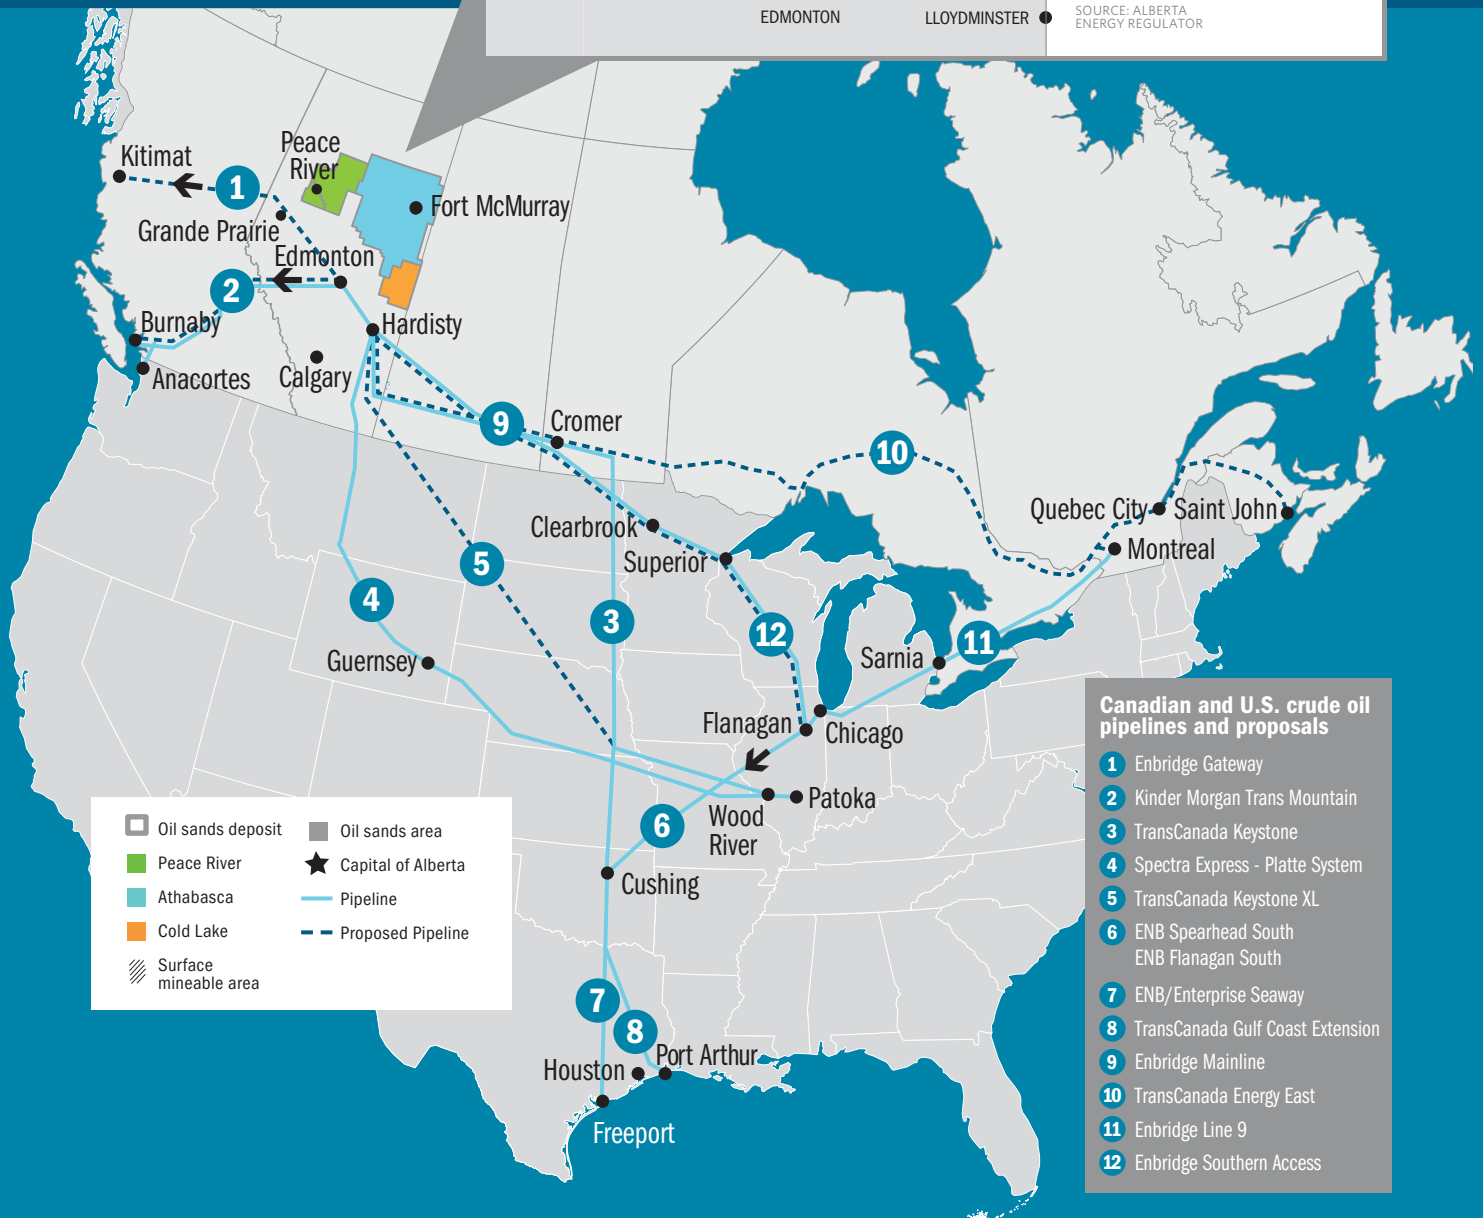 EDMONTON
LLOYDMINSTER
SOURCE: ALBERTA
ENERGY REGULATOR
Kitimat
Peace
River
1
Fort McMurray
Grande Prairie
Edmonton
2
Burnaby
Hardisty
Anacortes
Calgary
9
Cromer
10
Quebec City
Saint John
Clearbrook
Montreal
Superior
5
4
3
12
11
Guernsey
Sarnia
Flanagan
Chicago
Patoka
Wood
River
6
Cushing
7
8
Port Arthur
Houston
Freeport
Oil sands deposit
Peace River
Athabasca
Cold Lake
Surface
mineable area
Oil sands area
Capital of Alberta
Pipeline
Proposed Pipeline
Canadian and U.S. crude oil
pipelines and proposals
1 Enbridge Gateway
2 Kinder Morgan Trans Mountain
3 TransCanada Keystone
4 Spectra Express - Platte System
5 TransCanada Keystone XL
6 ENB Spearhead South
ENB Flanagan South
7 ENB/Enterprise Seaway
8 TransCanada Gulf Coast Extension
9 Enbridge Mainline
10 TransCanada Energy East
11 Enbridge Line 9
12 Enbridge Southern Access